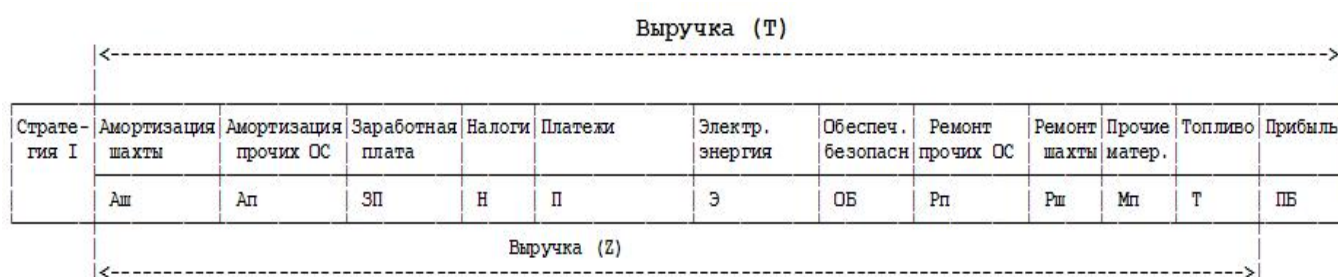 Выручка (Т)
Страте- Амортизация Амортизация Заработная Налоги Платежи Электр. Обеспеч. Ремонт Ремонт Прочие Топливо Прибыль
гия I шахты прочих ОС плата энергия безопасн прочих ОС шахты матер.
Аш Ап ЗП Н П Э ОБ Рп Рш Мп Т ПБ
Выручка (Z)